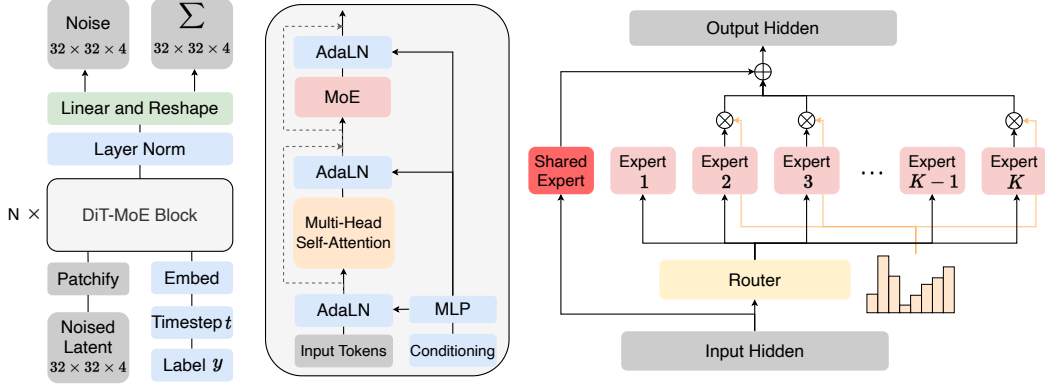 Noise
32 × 32 × 4
∑
32 × 32 × 4
Linear and Reshape
Layer Norm
N ×
DiT-MoE Block
Patchify
Embed
Noised
Latent
32 × 32 × 4
Timestep t
Label y
AdaLN
MoE
AdaLN
Multi-Head
Self-Attention
AdaLN
MLP
Input Tokens
Conditioning
Output Hidden
Shared
Expert
Expert
1
Expert
2
Expert
3
...
Expert
K − 1
Expert
K
Router
Input Hidden